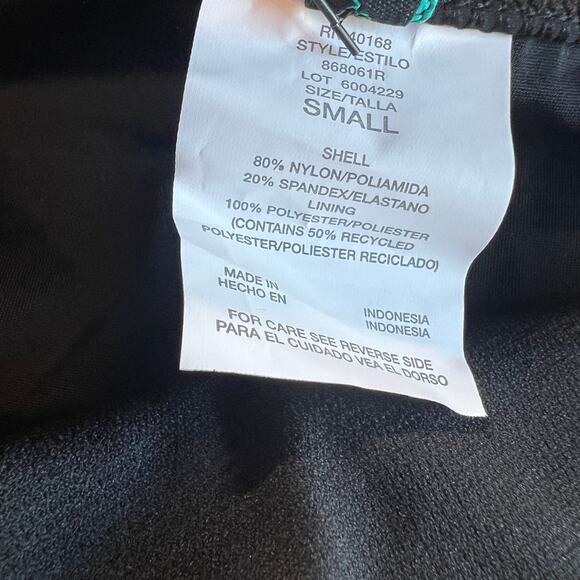 RN 40168
STYLE/ESTILO
868061R
LOT 6004229
SIZE/TALLA
SMALL
SHELL
80% NYLON/POLIAMIDA
20% SPANDEX/ELASTANO
LINING
100% POLYESTER/POLIESTER
(CONTAINS 50% RECYCLED
POLYESTER/POLIESTER RECICLADO)
MADE IN INDONESIA
HECHO EN INDONESIA
FOR CARE SEE REVERSE SIDE
PARA EL CUIDADO VEA EL DORSO